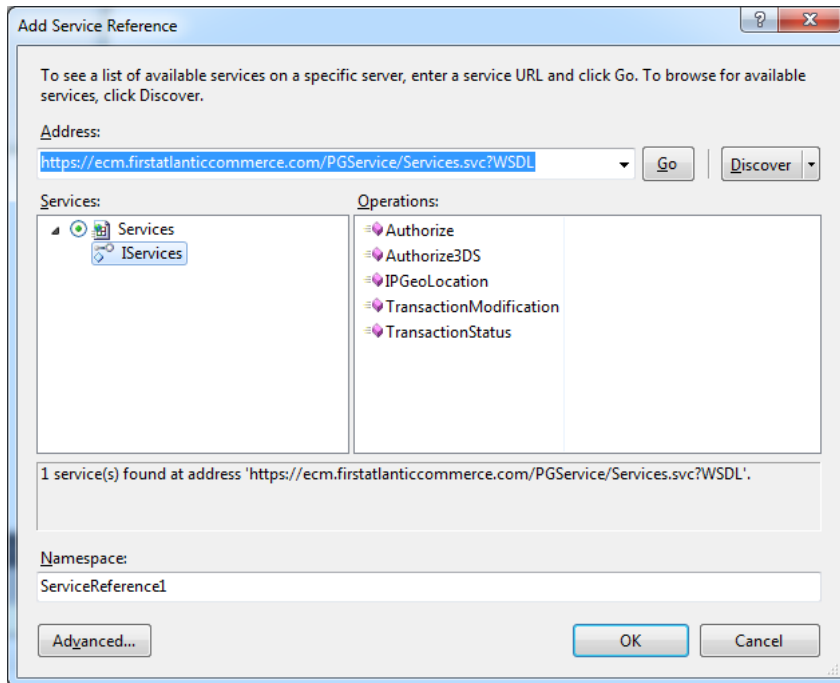 Add Service Reference
To see a list of available services on a specific server, enter a service URL and click Go. To browse for available
services, click Discover.
Address:
https://ecm.firstatlanticcommerce.com/PGService/Services.svc?WSDL
Go
Discover
Services:
Operations:
Services
IServices
Authorize
Authorize3DS
IPGeoLocation
TransactionModification
TransactionStatus
1 service(s) found at address 'https://ecm.firstatlanticcommerce.com/PGService/Services.svc?WSDL'.
Namespace:
ServiceReference1
Advanced...
OK
Cancel